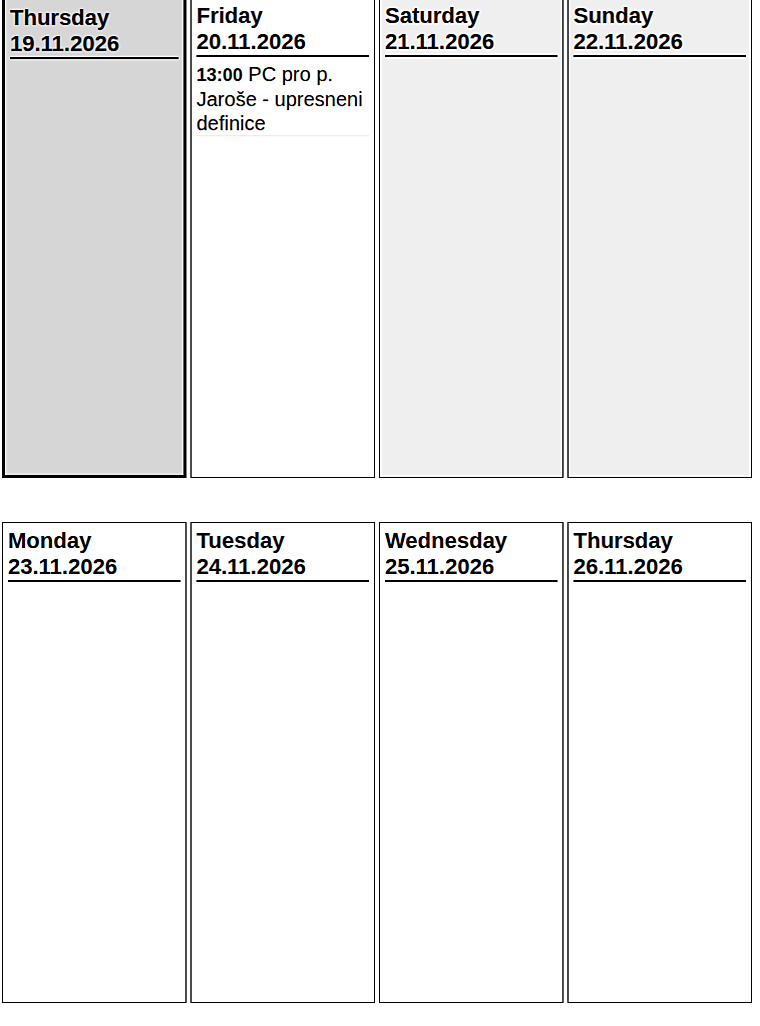 Thursday
19.11.2026
Friday
20.11.2026
13:00 PC pro p.
Jaroše - upresneni
definice
Saturday
21.11.2026
Sunday
22.11.2026
Monday
23.11.2026
Tuesday
24.11.2026
Wednesday
25.11.2026
Thursday
26.11.2026